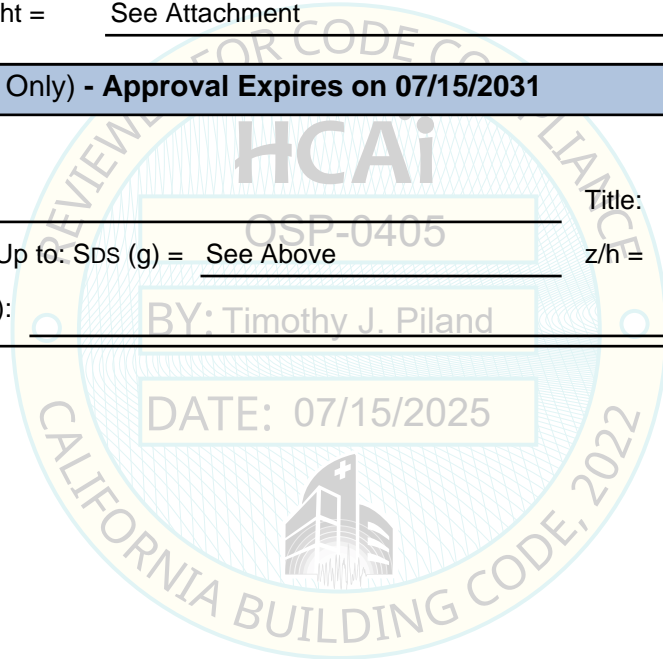 ht = See Attachment
Only) - Approval Expires on 07/15/2031
REVIEWED FOR CODE COMPLIANCE
HCAi
Title:
OSP-0405
Up to: SDS (g) = See Above z/h =
):
BY: Timothy J. Piland
DATE: 07/15/2025
CALIFORNIA BUILDING CODE, 2022